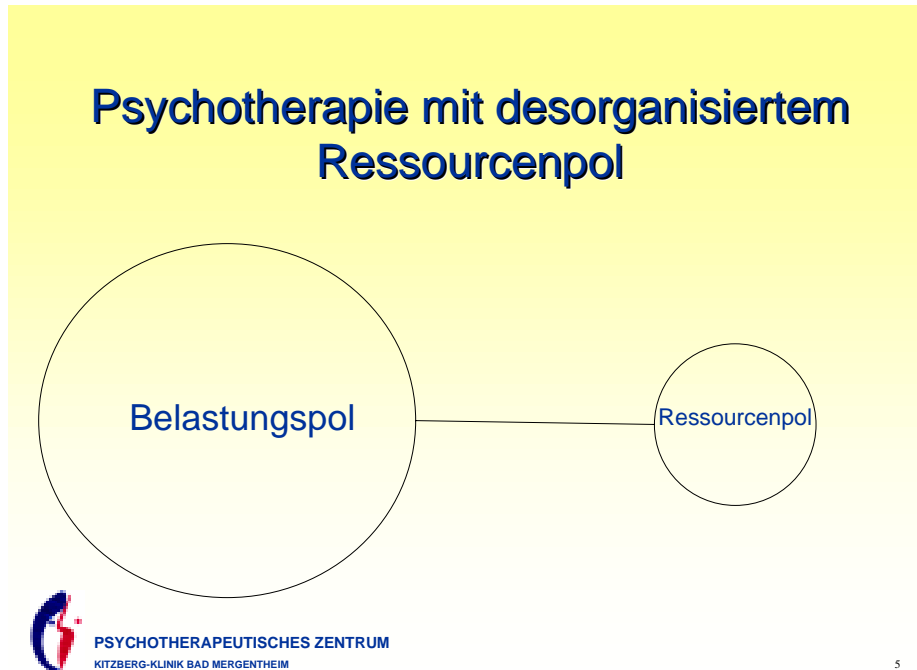 Psychotherapie mit desorganisiertem
Ressourcenpol
Belastungspol
Ressourcenpol
PSYCHOTHERAPEUTISCHES ZENTRUM
KITZBERG-KLINIK BAD MERGENTHEIM
5